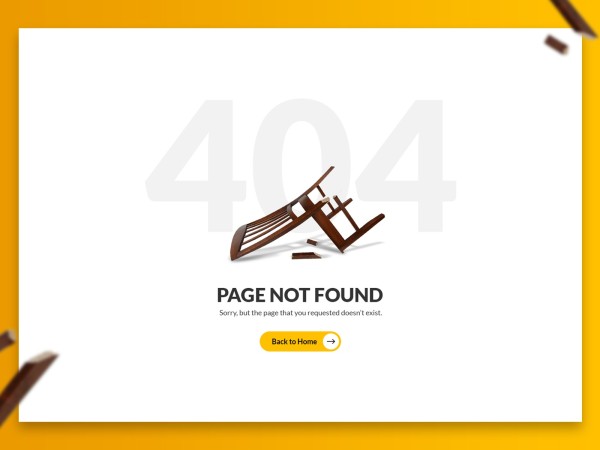 404
PAGE NOT FOUND
Sorry, but the page that you requested doesn't exist.
Back to Home